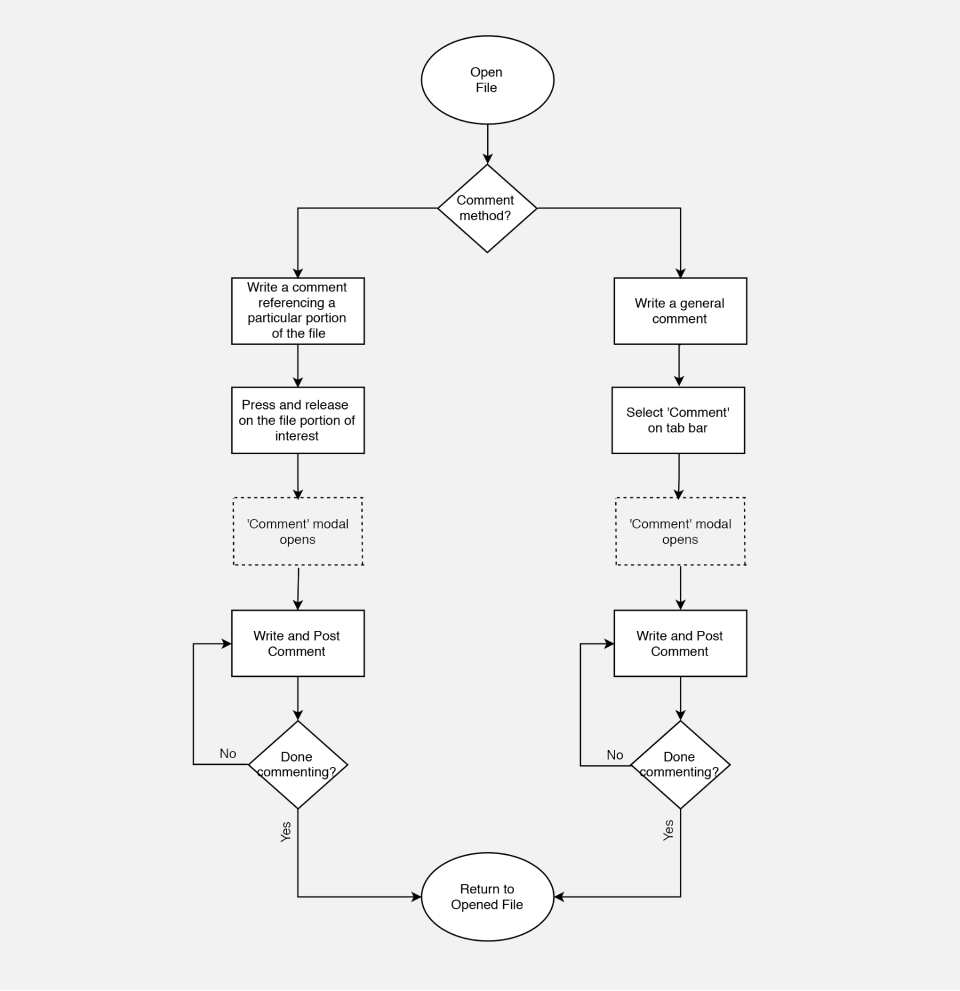 Open
File
Comment
method?
Write a comment
referencing a
particular portion
of the file
Write a general
comment
Press and release
on the file portion of
interest
Select 'Comment'
on tab bar
'Comment' modal
opens
'Comment' modal
opens
Write and Post
Comment
Write and Post
Comment
No
Done
commenting?
No
Done
commenting?
Yes
Yes
Return to
Opened File